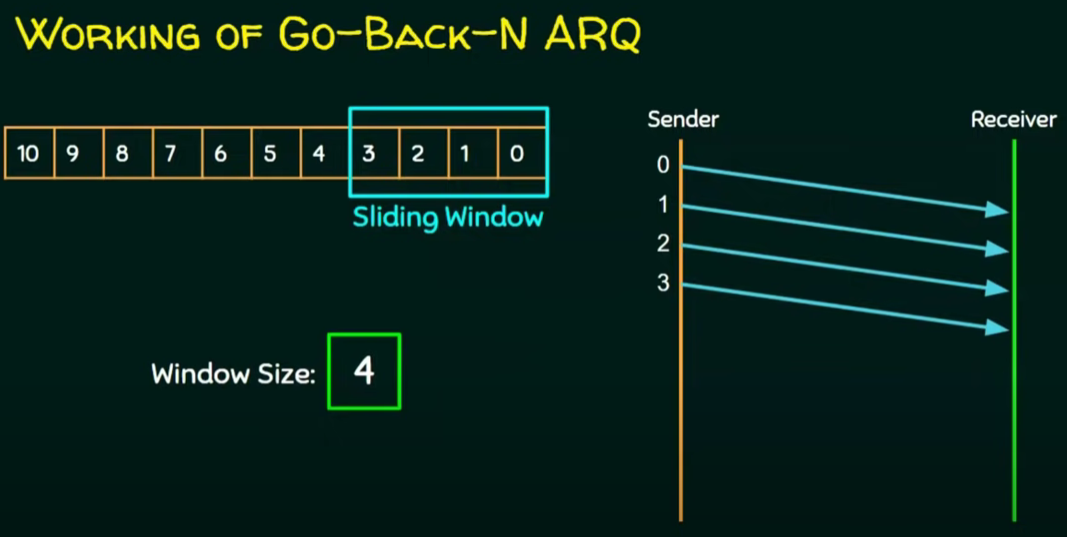 WORKING OF GO-BACK-N ARQ
Sender
Receiver
10 9 8 7 6 5 4 3 2 1 0
Sliding Window
0
1
2
3
Window Size: 4